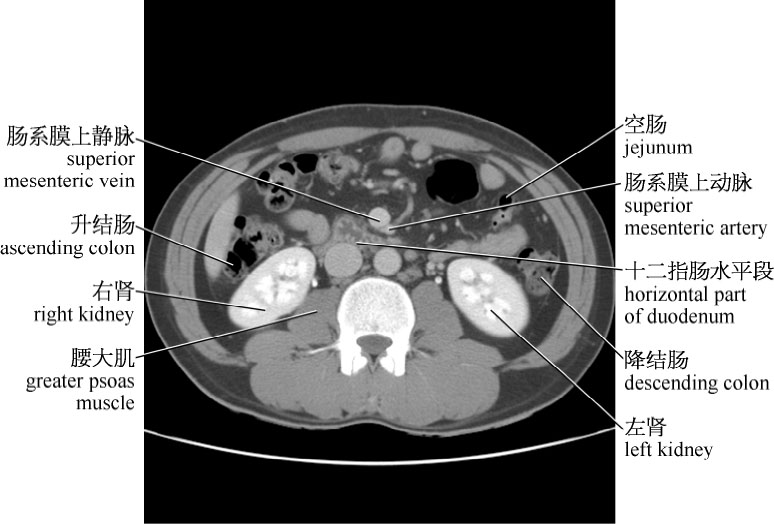 肠系膜上静脉
superior
mesenteric vein
升结肠
ascending colon
右肾
right kidney
腰大肌
greater psoas
muscle
空肠
jejunum
肠系膜上动脉
superior
mesenteric artery
十二指肠水平段
horizontal part
of duodenum
降结肠
descending colon
左肾
left kidney